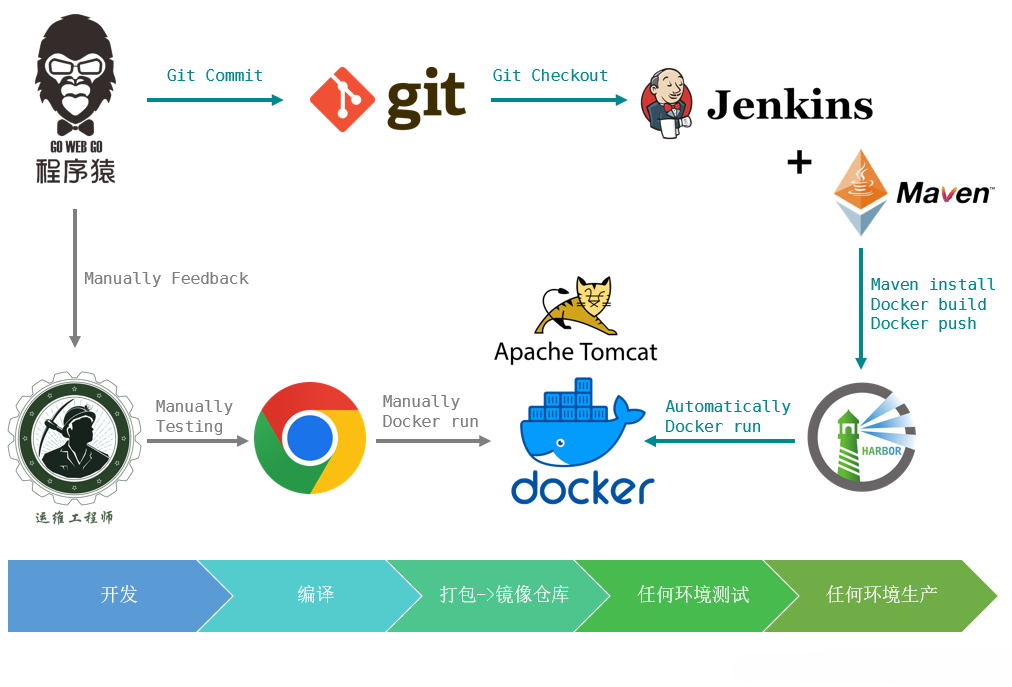 Git Commit
git
Git Checkout
Jenkins
GO WEB GO
程序猿
+
Maven™
Manually Feedback
Maven install
Docker build
Docker push
Apache Tomcat
Manually
Testing
Manually
Docker run
Automatically
Docker run
HARBOR
docker
运维工程师
开发
编译
打包->镜像仓库
任何环境测试
任何环境生产